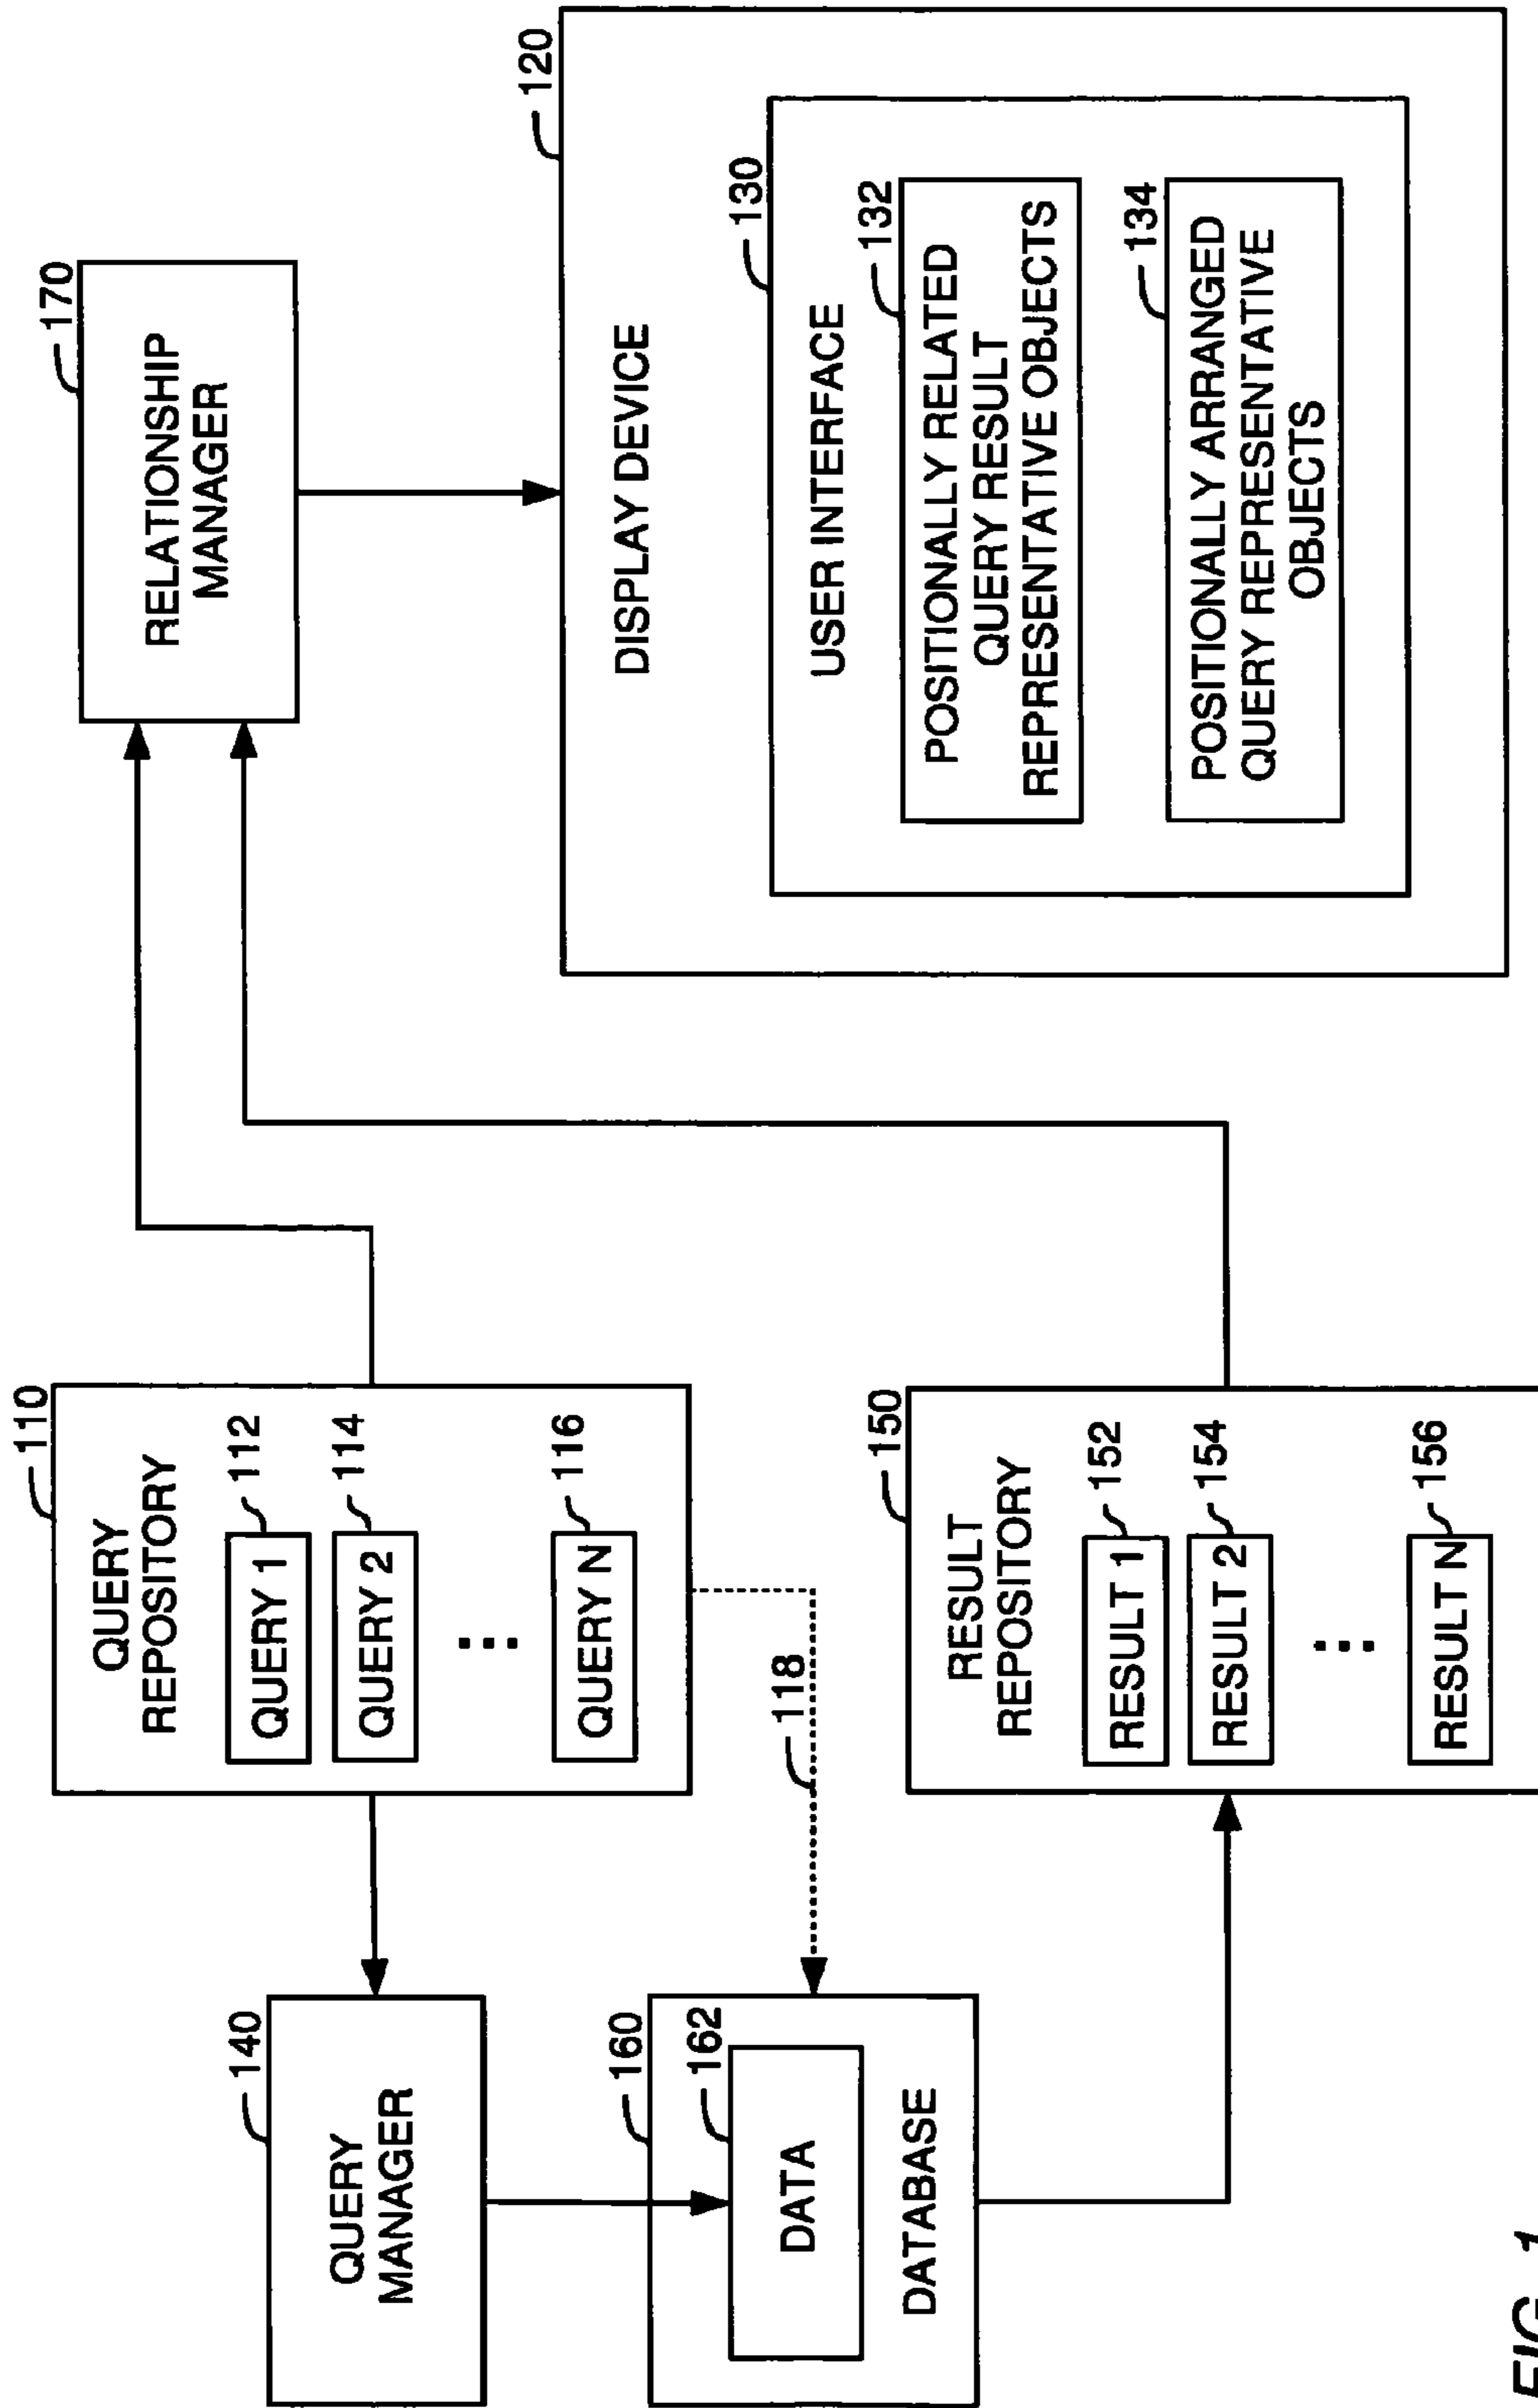 110
QUERY
REPOSITORY
QUERY 1
112
QUERY 2
114
⋮
QUERY N
116
118
140
QUERY
MANAGER
160
162
DATA
DATABASE
150
RESULT
REPOSITORY
RESULT 1
152
RESULT 2
154
⋮
RESULT N
156
170
RELATIONSHIP
MANAGER
120
DISPLAY DEVICE
130
USER INTERFACE
132
POSITIONALLY RELATED
QUERY RESULT
REPRESENTATIVE OBJECTS
134
POSITIONALLY ARRANGED
QUERY REPRESENTATIVE
OBJECTS
FIG. 1